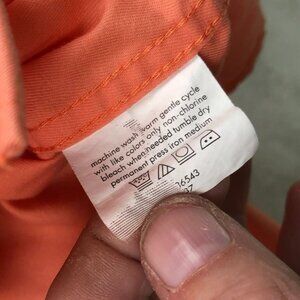 machine wash warm gentle cycle
with like colors only non-chlorine
bleach when needed tumble dry
permanent press iron medium
06543